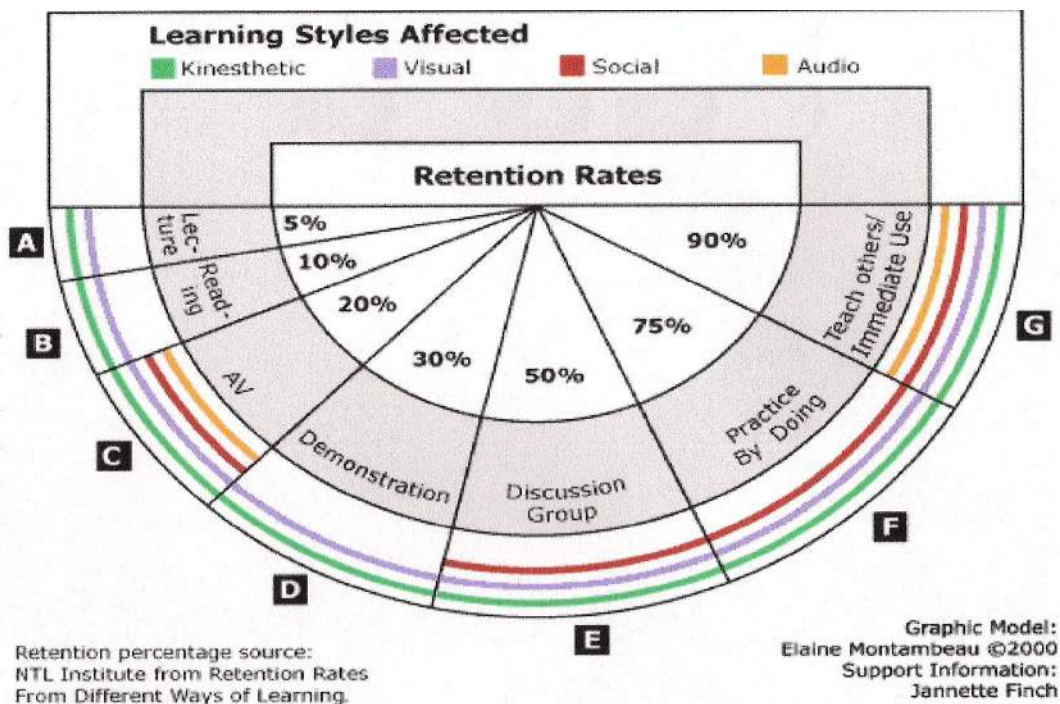 Learning Styles Affected
Kinesthetic
Visual
Social
Audio
Retention Rates
5%
10%
20%
30%
50%
75%
90%
Lec-
ture
Read-
ing
AV
Demonstration
Discussion
Group
Practice
By Doing
Teach others/
Immediate Use
A
B
C
D
E
F
G
Retention percentage source:
NTL Institute from Retention Rates
From Different Ways of Learning.
Graphic Model:
Elaine Montambeau ©2000
Support Information:
Jannette Finch